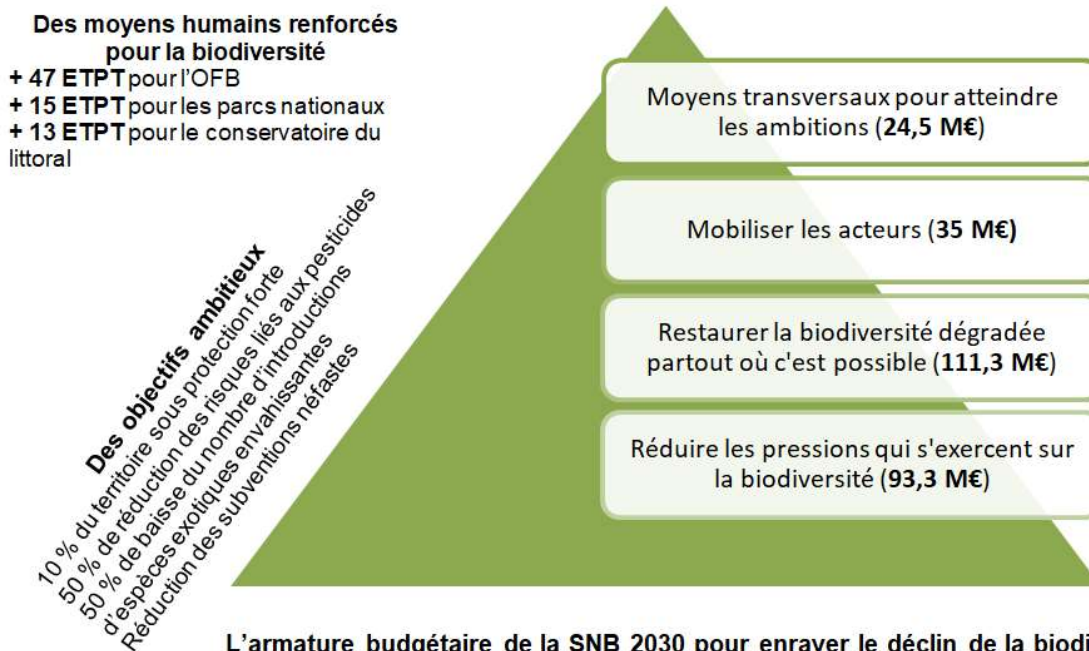 Des moyens humains renforcés
pour la biodiversité
+ 47 ETPT pour l'OFB
+ 15 ETPT pour les parcs nationaux
+ 13 ETPT pour le conservatoire du
littoral
Des objectifs ambitieux
10 % du territoire sous protection forte
50 % de réduction des risques liés aux pesticides
50 % de baisse du nombre d'introductions
d'espèces exotiques envahissantes
Réduction des subventions néfastes
Moyens transversaux pour atteindre
les ambitions (24,5 M€)
Mobiliser les acteurs (35 M€)
Restaurer la biodiversité dégradée
partout où c'est possible (111,3 M€)
Réduire les pressions qui s'exercent sur
la biodiversité (93,3 M€)
L'armature budgétaire de la SNB 2030 pour enrayer le déclin de la biodi